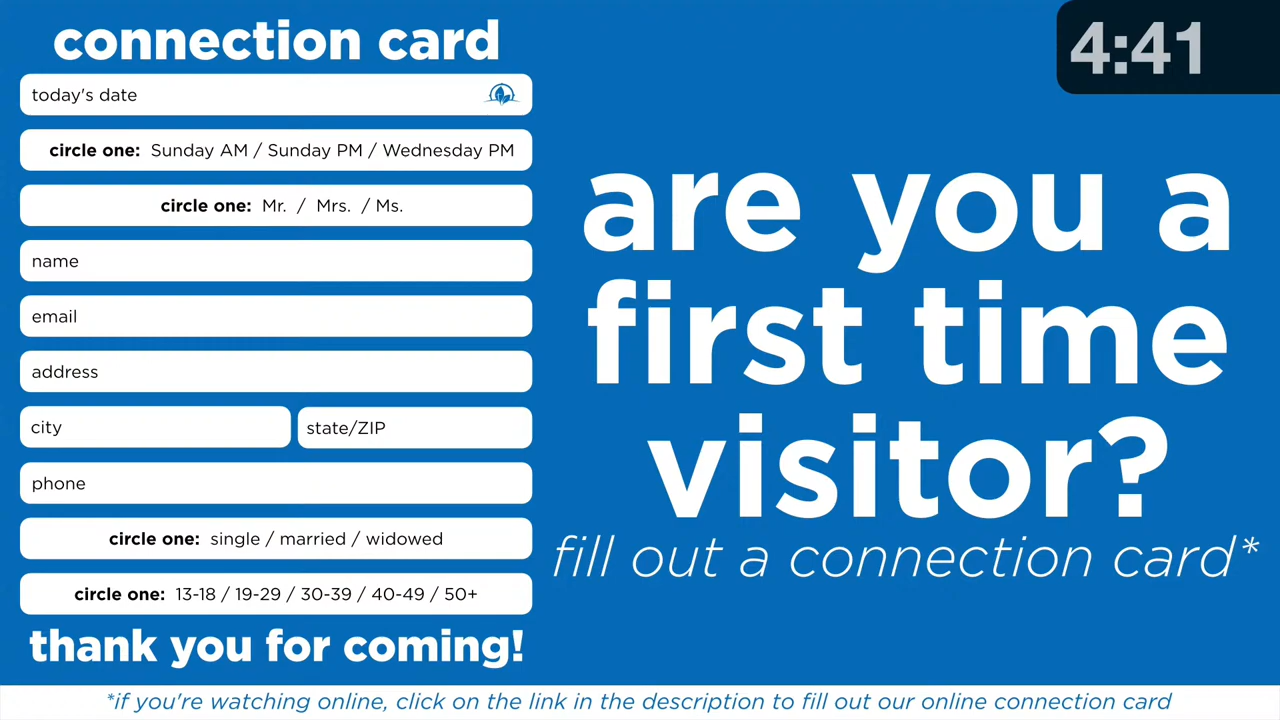 connection card
today's date
circle one: Sunday AM / Sunday PM / Wednesday PM
circle one: Mr. / Mrs. / Ms.
name
email
address
city
state/ZIP
phone
circle one: single / married / widowed
circle one: 13-18 / 19-29 / 30-39 / 40-49 / 50+
thank you for coming!
4:41
are you a
first time
visitor?
fill out a connection card*
*if you're watching online, click on the link in the description to fill out our online connection card